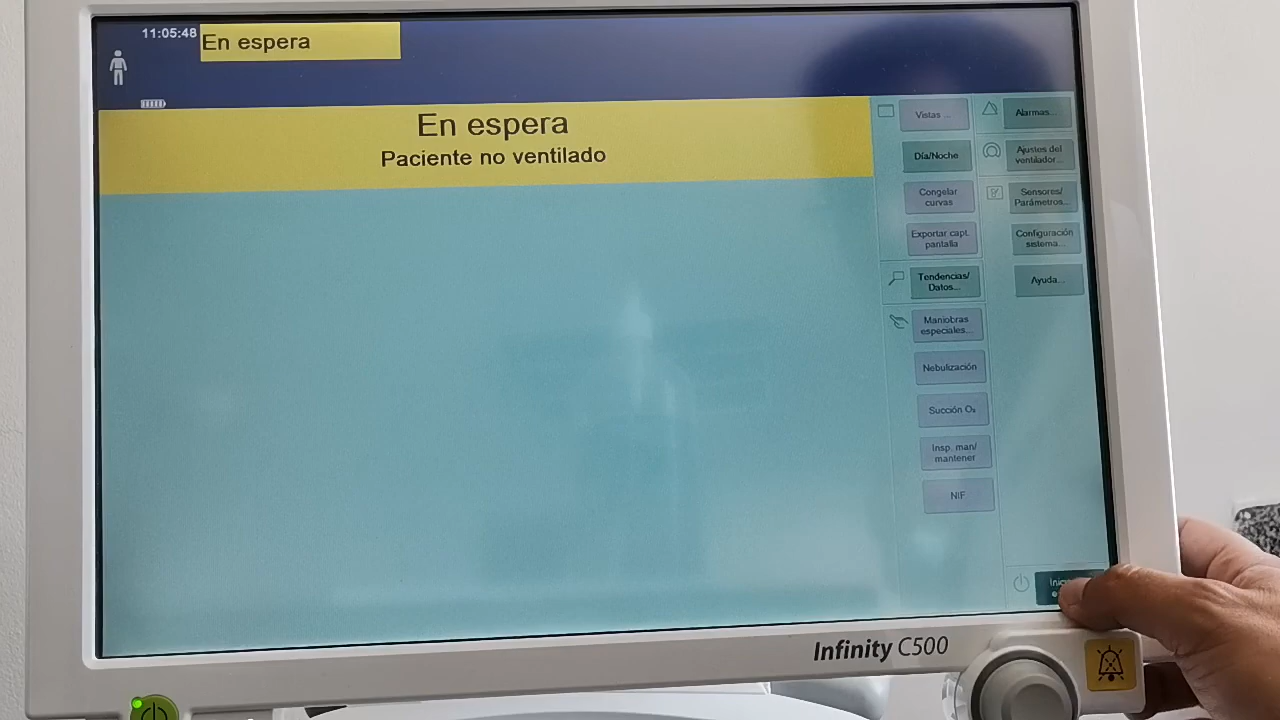 11:05:48
En espera
En espera
Paciente no ventilado
Vistas ...
Día/Noche
Congelar
curvas
Exportar capt.
pantalla
Tendencias/
Datos...
Maniobras
especiales...
Nebulización
Succión O₂
Insp. man/
mantener
NIF
Alarmas...
Ajustes del
ventilador...
Sensores/
Parámetros...
Configuración
sistema...
Ayuda...
Infinity C500